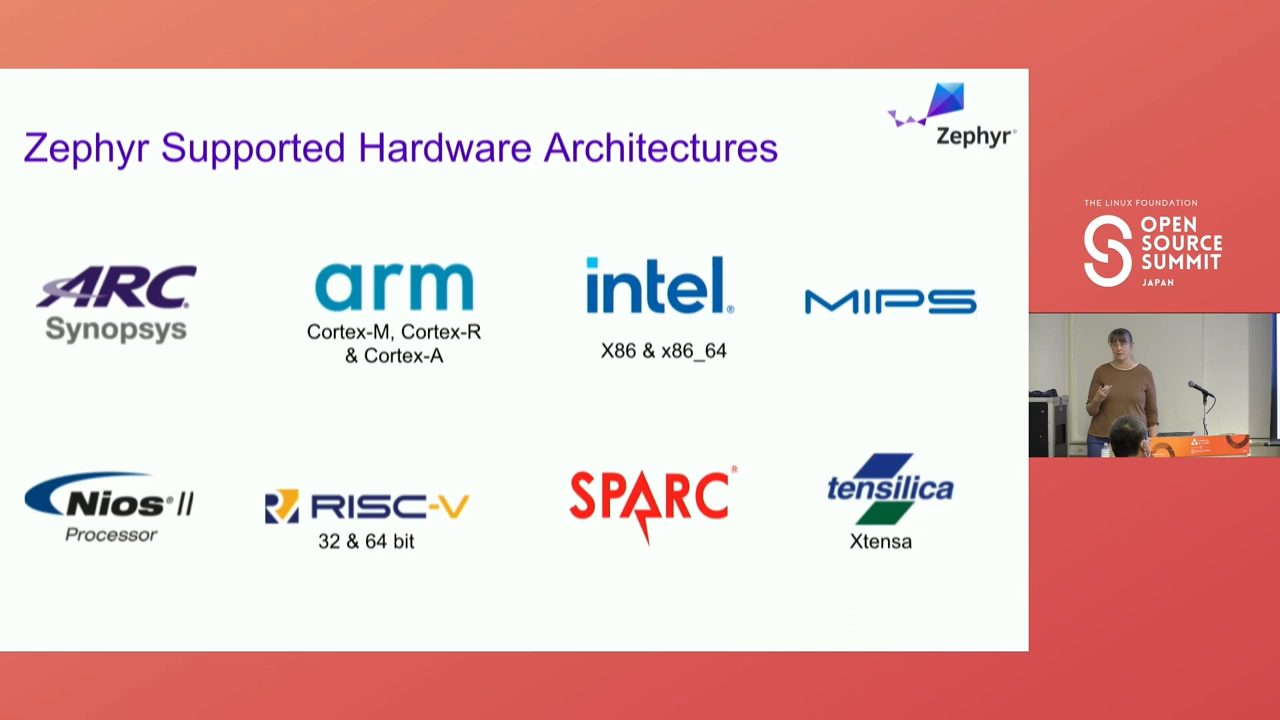 Zephyr Supported Hardware Architectures
Zephyr®
ARC®
Synopsys
arm
Cortex-M, Cortex-R
& Cortex-A
intel®
X86 & x86_64
MIPS
Nios® II
Processor
RISC-V
32 & 64 bit
SPARC®
tensilica
Xtensa
THE LINUX FOUNDATION
OPEN
SOURCE
SUMMIT
JAPAN